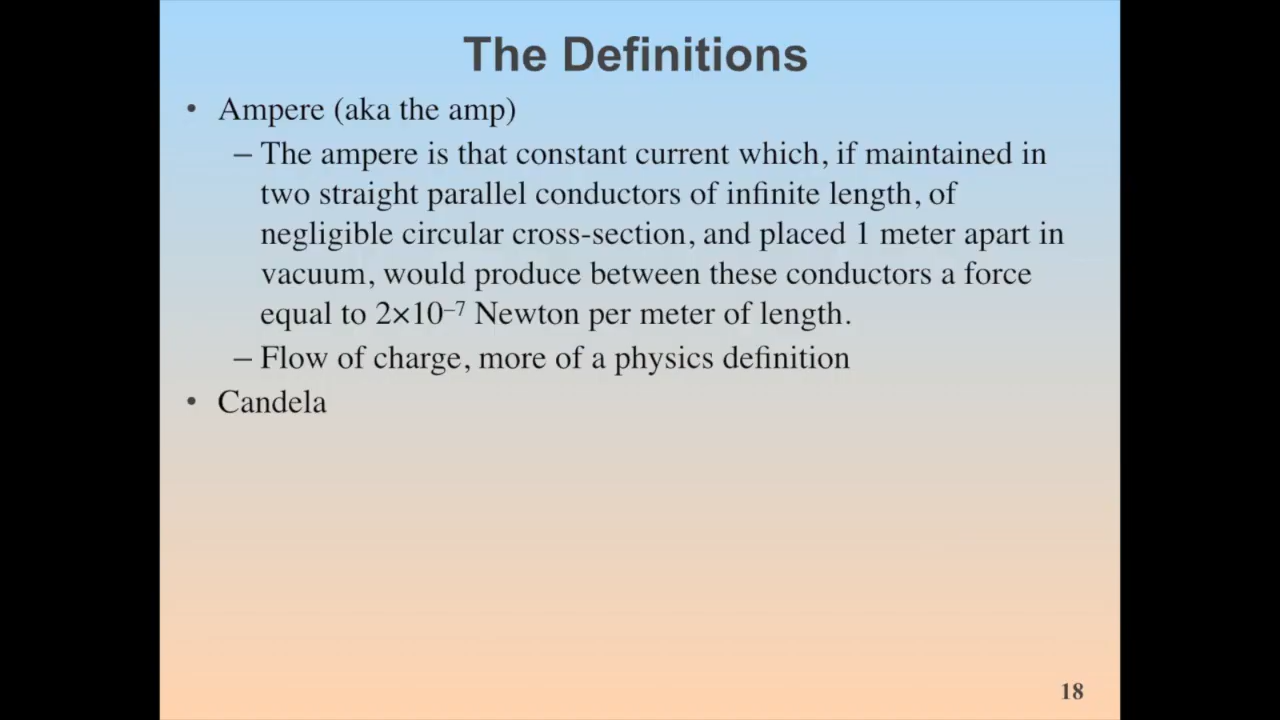 The Definitions
• Ampere (aka the amp)
– The ampere is that constant current which, if maintained in
two straight parallel conductors of infinite length, of
negligible circular cross-section, and placed 1 meter apart in
vacuum, would produce between these conductors a force
equal to 2×10⁻⁷ Newton per meter of length.
– Flow of charge, more of a physics definition
• Candela
18